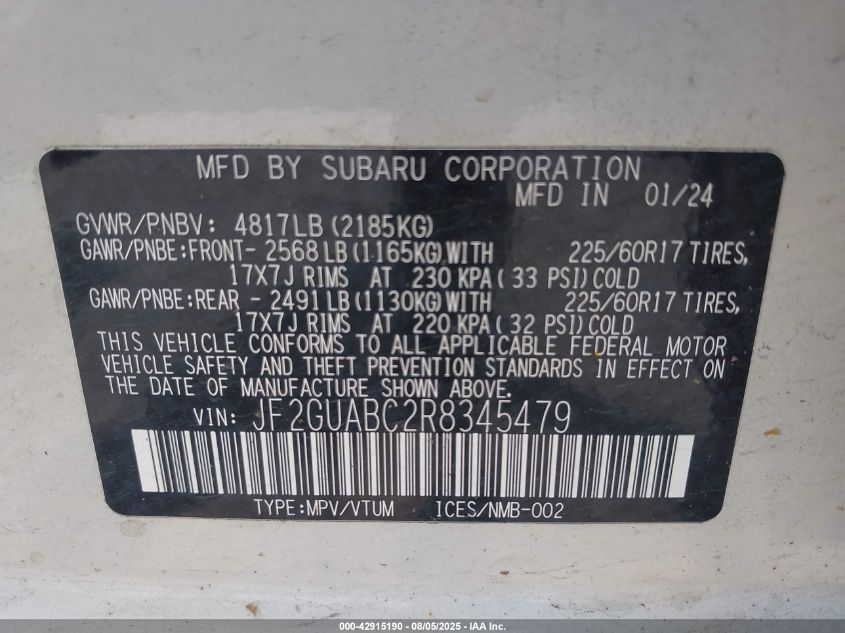 MFD BY SUBARU CORPORATION
MFD IN 01/24
GVWR/PNBV: 4817LB(2185KG)
GAWR/PNBE:FRONT- 2568LB(1165KG)WITH 225/60R17 TIRES,
17X7J RIMS AT 230 KPA(33 PSI)COLD
GAWR/PNBE:REAR - 2491LB(1130KG)WITH 225/60R17 TIRES,
17X7J RIMS AT 220 KPA(32 PSI)COLD
THIS VEHICLE CONFORMS TO ALL APPLICABLE FEDERAL MOTOR
VEHICLE SAFETY AND THEFT PREVENTION STANDARDS IN EFFECT ON
THE DATE OF MANUFACTURE SHOWN ABOVE.
VIN: JF2GUABC2R8345479
TYPE:MPV/VTUM ICES/NMB-002
000-42915190 - 08/05/2025 - IAA Inc.